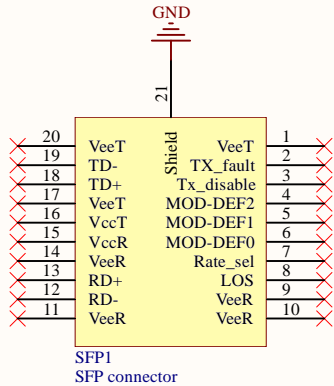 GND
21
Shield
20 VeeT VeeT 1
19 TD- TX_fault 2
18 TD+ Tx_disable 3
17 VeeT MOD-DEF2 4
16 VccT MOD-DEF1 5
15 VccR MOD-DEF0 6
14 VeeR Rate_sel 7
13 RD+ LOS 8
12 RD- VeeR 9
11 VeeR VeeR 10
SFP1
SFP connector